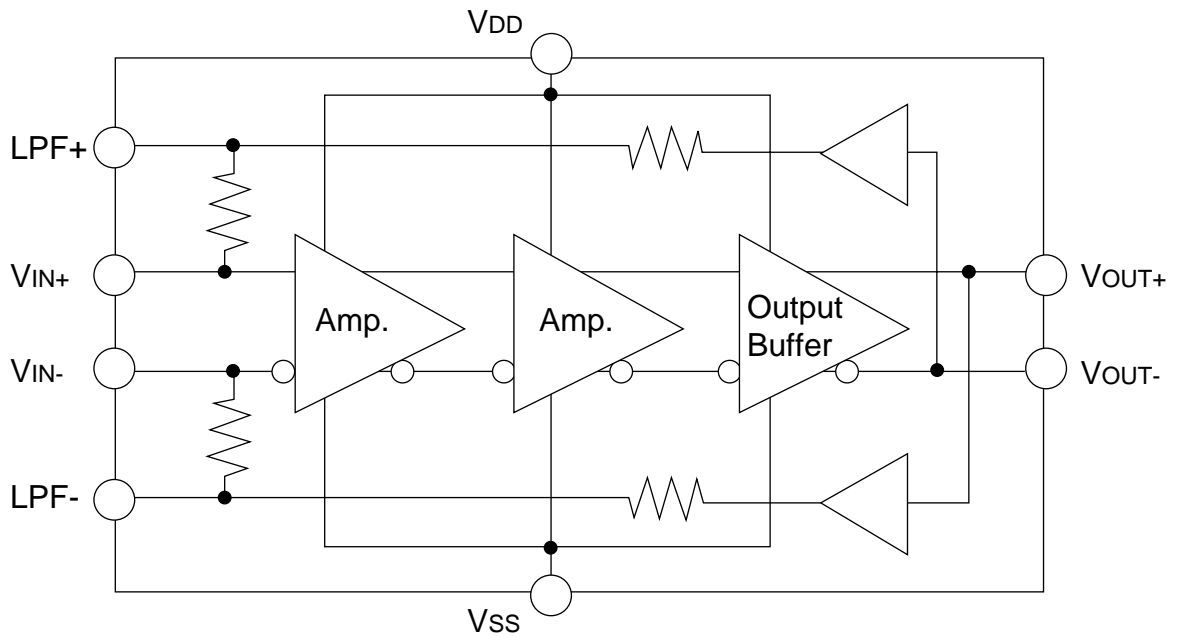 VDD
LPF+
VIN+
Amp.
Amp.
Output
Buffer
VOUT+
VIN-
VOUT-
LPF-
VSS